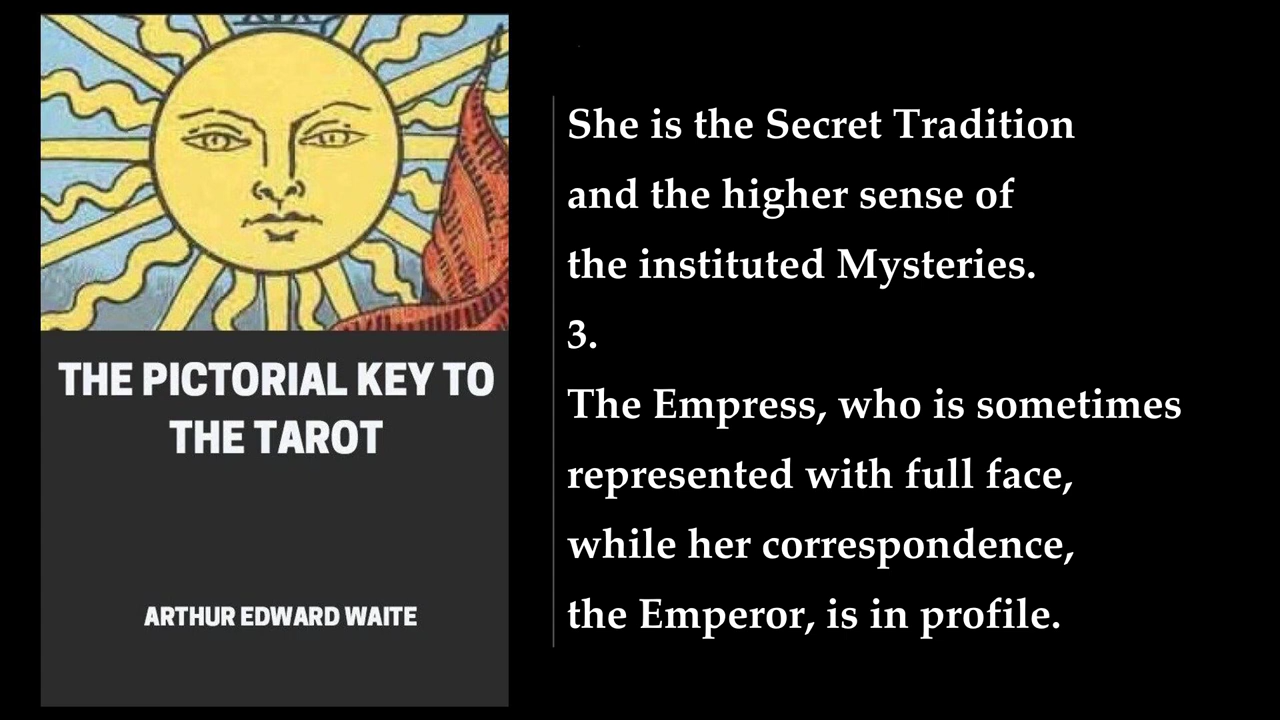 XIX
THE PICTORIAL KEY TO
THE TAROT
ARTHUR EDWARD WAITE
She is the Secret Tradition
and the higher sense of
the instituted Mysteries.
3.
The Empress, who is sometimes
represented with full face,
while her correspondence,
the Emperor, is in profile.